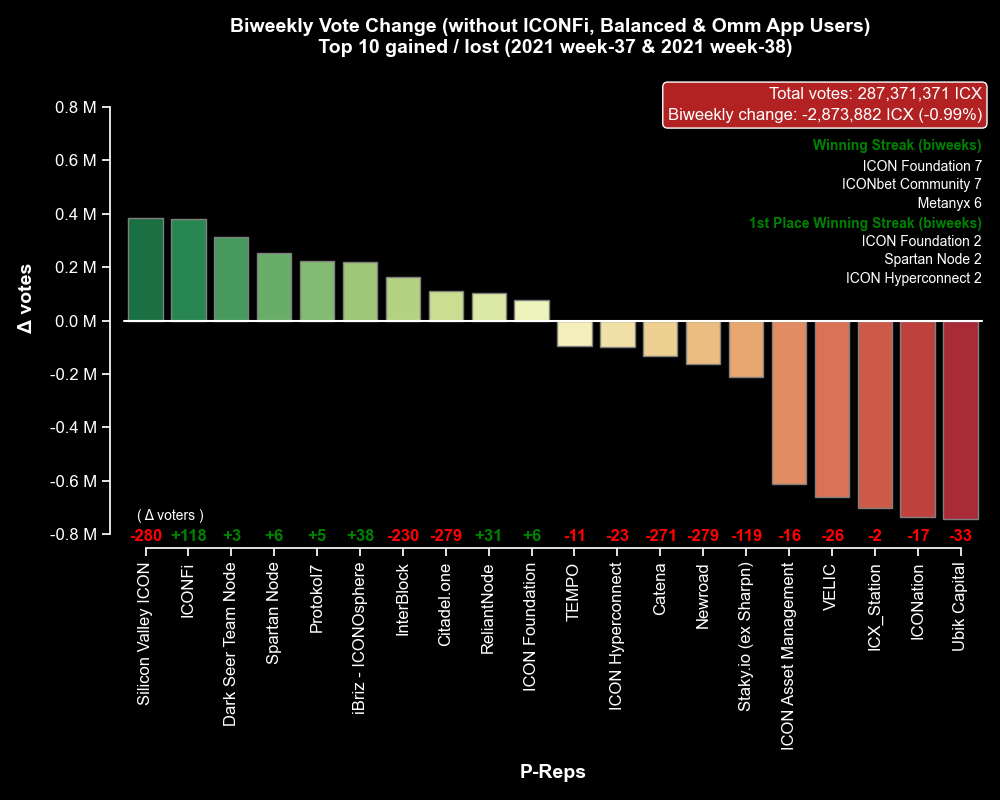 Biweekly Vote Change (without ICONFi, Balanced & Omm App Users)
Top 10 gained / lost (2021 week-37 & 2021 week-38)
Total votes: 287,371,371 ICX
Biweekly change: -2,873,882 ICX (-0.99%)
Winning Streak (biweeks)
ICON Foundation 7
ICONbet Community 7
Metanyx 6
1st Place Winning Streak (biweeks)
ICON Foundation 2
Spartan Node 2
ICON Hyperconnect 2
Δ votes
0.8 M
0.6 M
0.4 M
0.2 M
0.0 M
-0.2 M
-0.4 M
-0.6 M
-0.8 M
( Δ voters )
-280 +118 +3 +6 +5 +38 -230 -279 +31 +6 -11 -23 -271 -279 -119 -16 -26 -2 -17 -33
Silicon Valley ICON
ICONFi
Dark Seer Team Node
Spartan Node
Protokol7
iBriz - ICONOsphere
InterBlock
Citadel.one
ReliantNode
ICON Foundation
TEMPO
ICON Hyperconnect
Catena
Newroad
Staky.io (ex Sharpn)
ICON Asset Management
VELIC
ICX_Station
ICONation
Ubik Capital
P-Reps